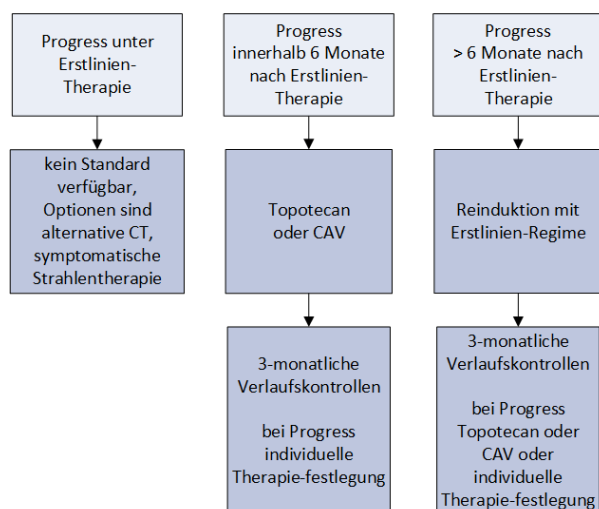 Progress unter
Erstlinien-
Therapie
Progress
innerhalb 6 Monate
nach Erstlinien-
Therapie
Progress
> 6 Monate nach
Erstlinien-
Therapie
kein Standard
verfügbar,
Optionen sind
alternative CT,
symptomatische
Strahlentherapie
Topotecan
oder CAV
Reinduktion mit
Erstlinien-Regime
3-monatliche
Verlaufskontrollen
bei Progress
individuelle
Therapie-festlegung
3-monatliche
Verlaufskontrollen
bei Progress
Topotecan oder
CAV oder
individuelle
Therapie-festlegung